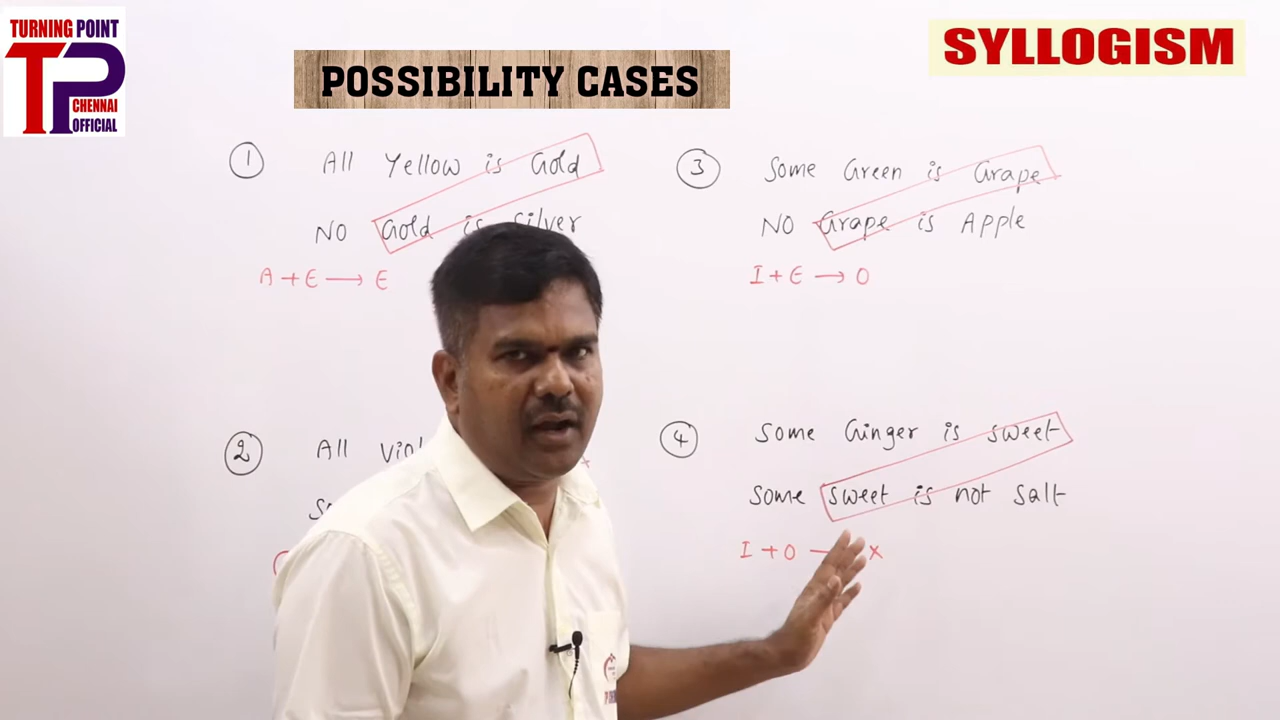 TURNING POINT
TP
CHENNAI
OFFICIAL
POSSIBILITY CASES
SYLLOGISM
① All Yellow is Gold
NO Gold is Silver
A + E → E
② All
③ Some Green is Grape
NO Grape is Apple
I + E → O
④ Some Ginger is sweet
Some sweet is not salt
I + O → X